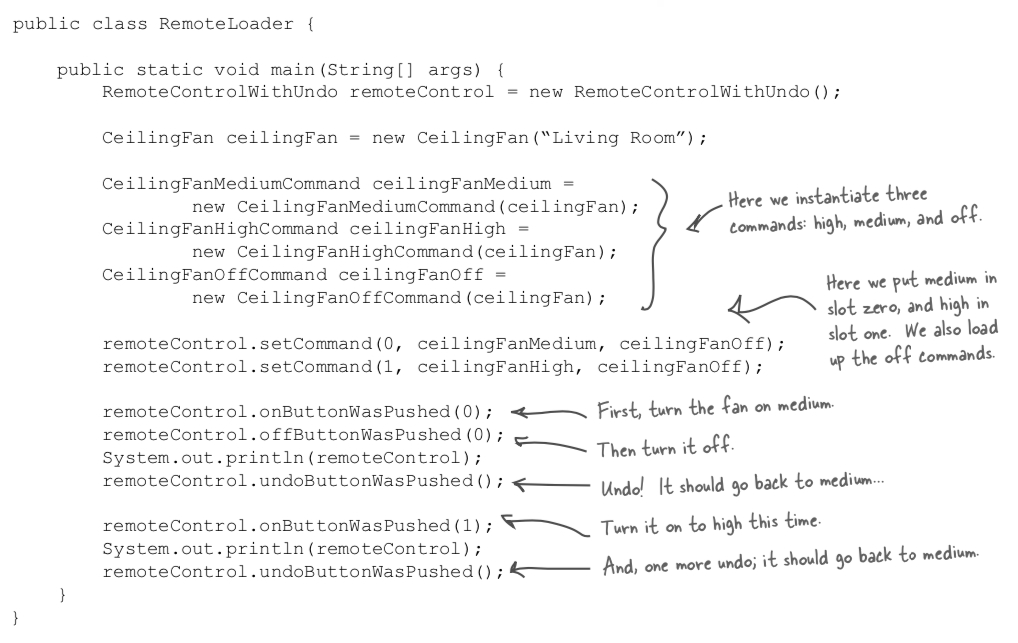 public class RemoteLoader {
public static void main(String[] args) {
RemoteControlWithUndo remoteControl = new RemoteControlWithUndo();
CeilingFan ceilingFan = new CeilingFan(“Living Room”);
CeilingFanMediumCommand ceilingFanMedium =
new CeilingFanMediumCommand(ceilingFan);
CeilingFanHighCommand ceilingFanHigh =
new CeilingFanHighCommand(ceilingFan);
CeilingFanOffCommand ceilingFanOff =
new CeilingFanOffCommand(ceilingFan);
Here we instantiate three
commands: high, medium, and off.
Here we put medium in
slot zero, and high in
slot one. We also load
up the off commands.
remoteControl.setCommand(0, ceilingFanMedium, ceilingFanOff);
remoteControl.setCommand(1, ceilingFanHigh, ceilingFanOff);
remoteControl.onButtonWasPushed(0); First, turn the fan on medium.
remoteControl.offButtonWasPushed(0); Then turn it off.
System.out.println(remoteControl);
remoteControl.undoButtonWasPushed(); Undo! It should go back to medium...
remoteControl.onButtonWasPushed(1); Turn it on to high this time.
System.out.println(remoteControl);
remoteControl.undoButtonWasPushed(); And, one more undo; it should go back to medium.
}
}